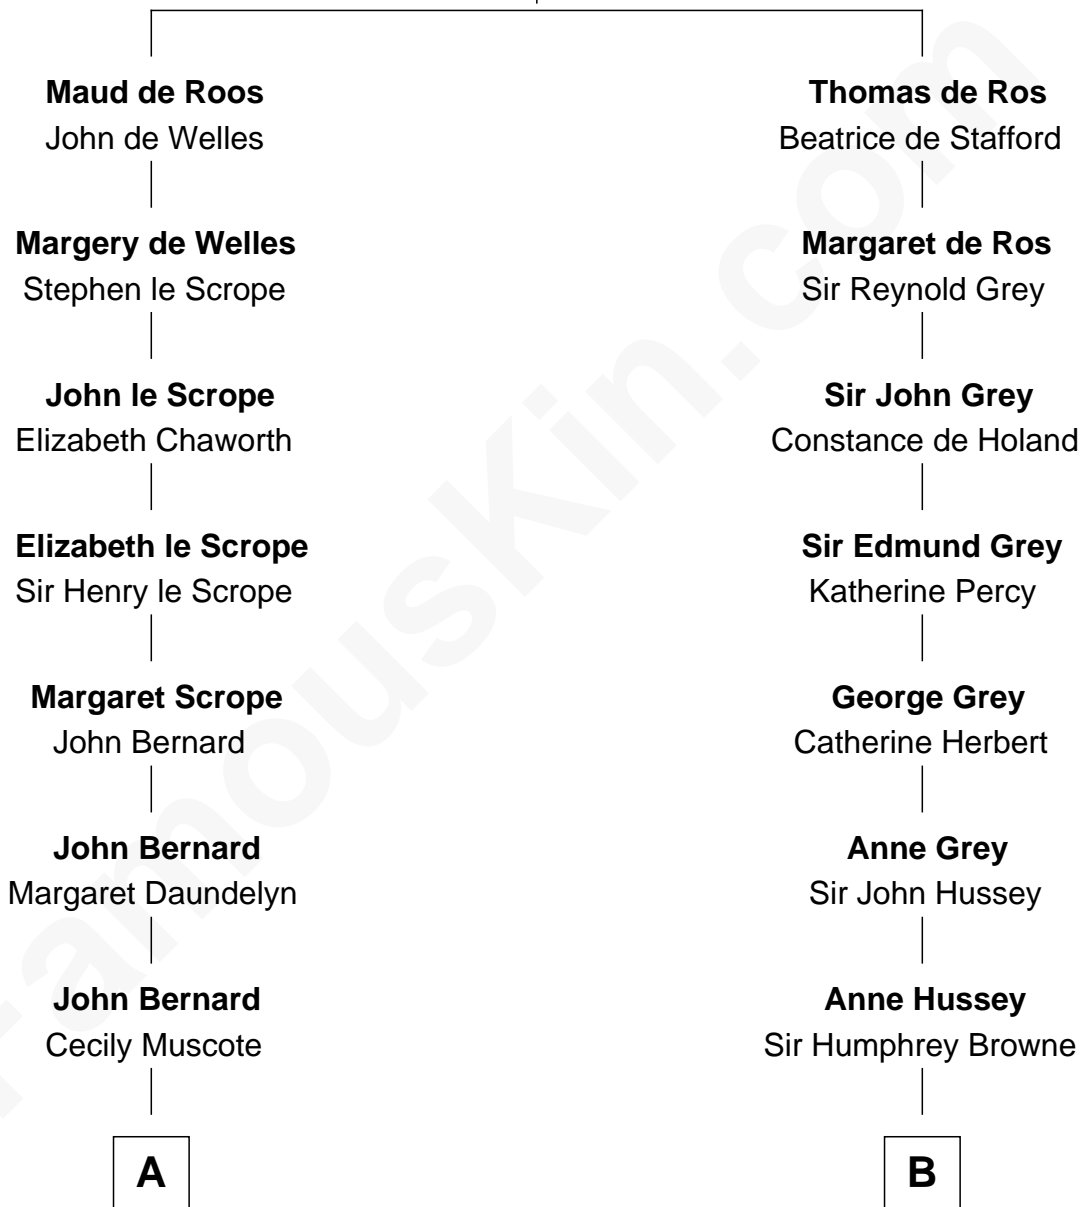 Maud de Roos
John de Welles
Margery de Welles
Stephen le Scrope
John le Scrope
Elizabeth Chaworth
Elizabeth le Scrope
Sir Henry le Scrope
Margaret Scrope
John Bernard
John Bernard
Margaret Daundelyn
John Bernard
Cecily Muscote
A
Thomas de Ros
Beatrice de Stafford
Margaret de Ros
Sir Reynold Grey
Sir John Grey
Constance de Holand
Sir Edmund Grey
Katherine Percy
George Grey
Catherine Herbert
Anne Grey
Sir John Hussey
Anne Hussey
Sir Humphrey Browne
B
FamousKin.com